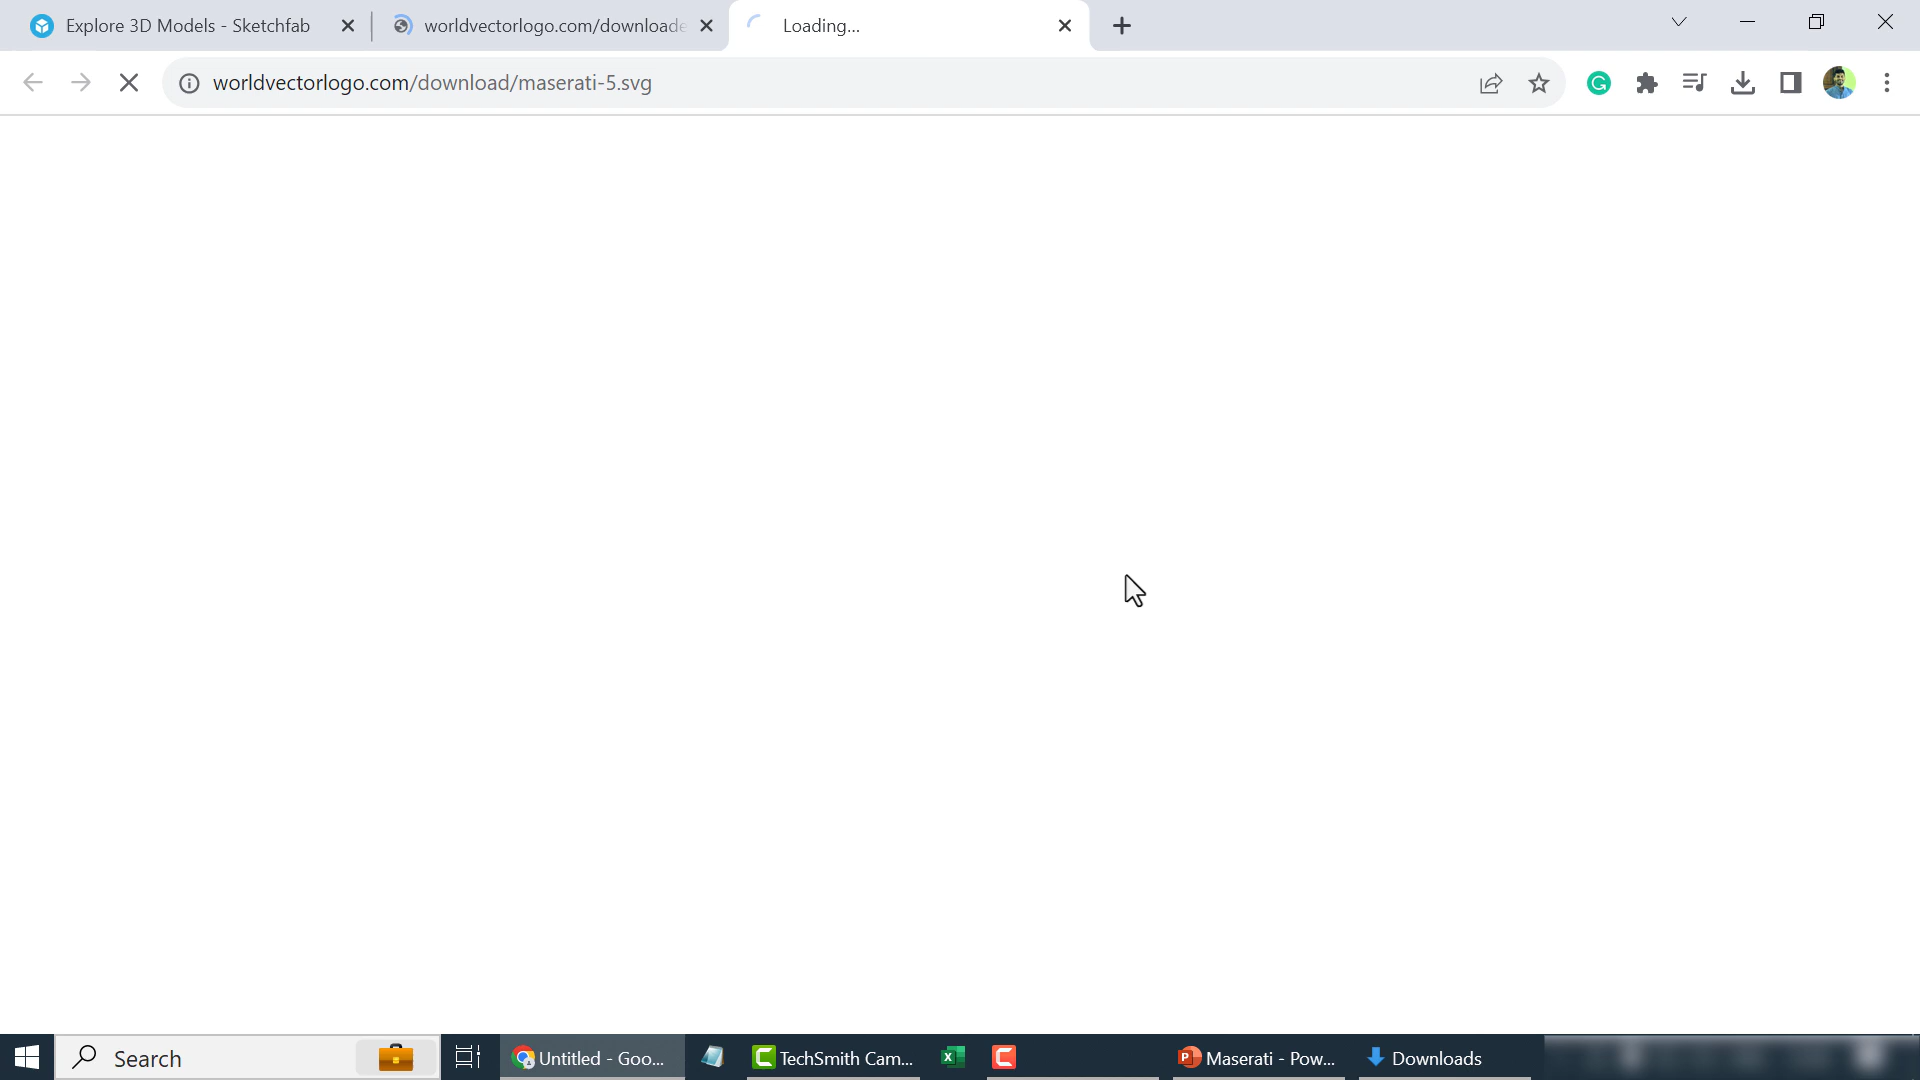 Explore 3D Models - Sketchfab
worldvectorlogo.com/downloade
Loading...
worldvectorlogo.com/download/maserati-5.svg
Search
Untitled - Goo...
TechSmith Cam...
Maserati - Pow...
Downloads